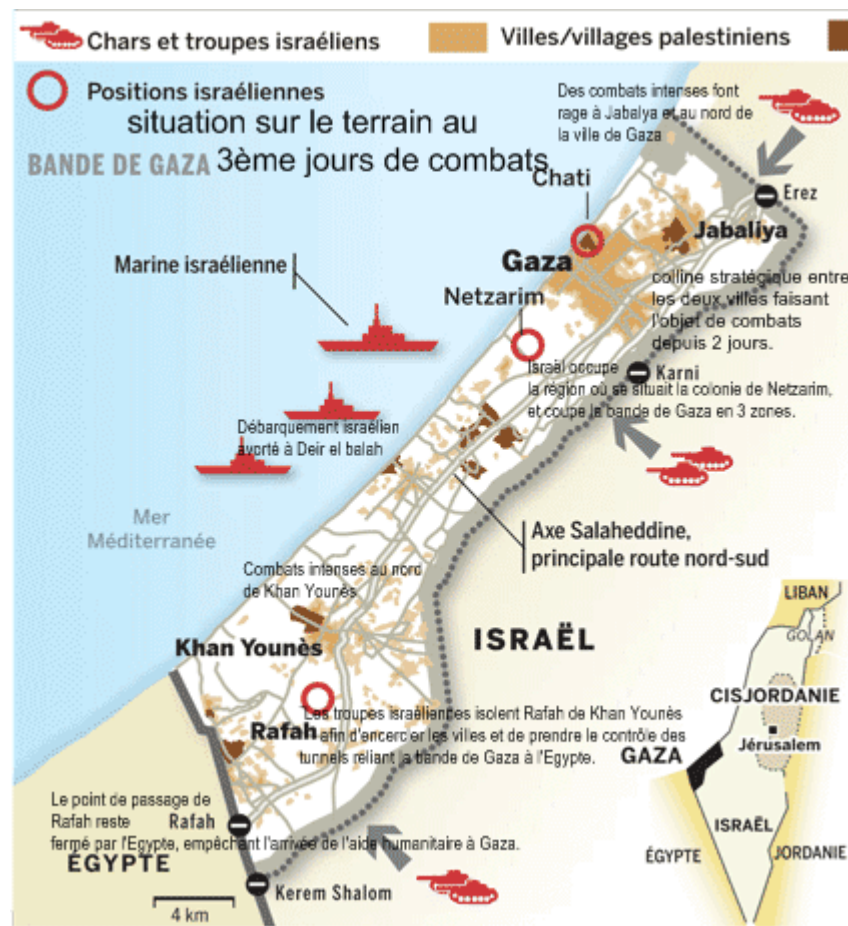 Chars et troupes israéliens
Villes/villages palestiniens
Positions israéliennes
situation sur le terrain au
BANDE DE GAZA 3ème jours de combats
Des combats intenses font
rage à Jabalya et au nord de
la ville de Gaza
Chati
Erez
Jabaliya
Gaza
Marine israélienne
Netzarim
colline stratégique entre
les deux villes faisant
l'objet de combats
depuis 2 jours.
Israël occupe
Karni
la région où se situait la colonie de Netzarim,
et coupe la bande de Gaza en 3 zones.
Débarquement israélien
avorté à Deir el balah
Mer
Méditerranée
Axe Salaheddine,
principale route nord-sud
Combats intenses au nord
de Khan Younès
Khan Younès
ISRAËL
Les troupes israéliennes isolent Rafah de Khan Younès
Rafah
afin d'encercler les villes et de prendre le contrôle des
tunnels reliant la bande de Gaza à l'Egypte.
Le point de passage de
Rafah reste
Rafah
fermé par l'Egypte, empêchant l'arrivée de l'aide humanitaire à Gaza.
ÉGYPTE
Kerem Shalom
4 km
LIBAN
GOLAN
CISJORDANIE
Jérusalem
GAZA
ISRAËL
ÉGYPTE
JORDANIE